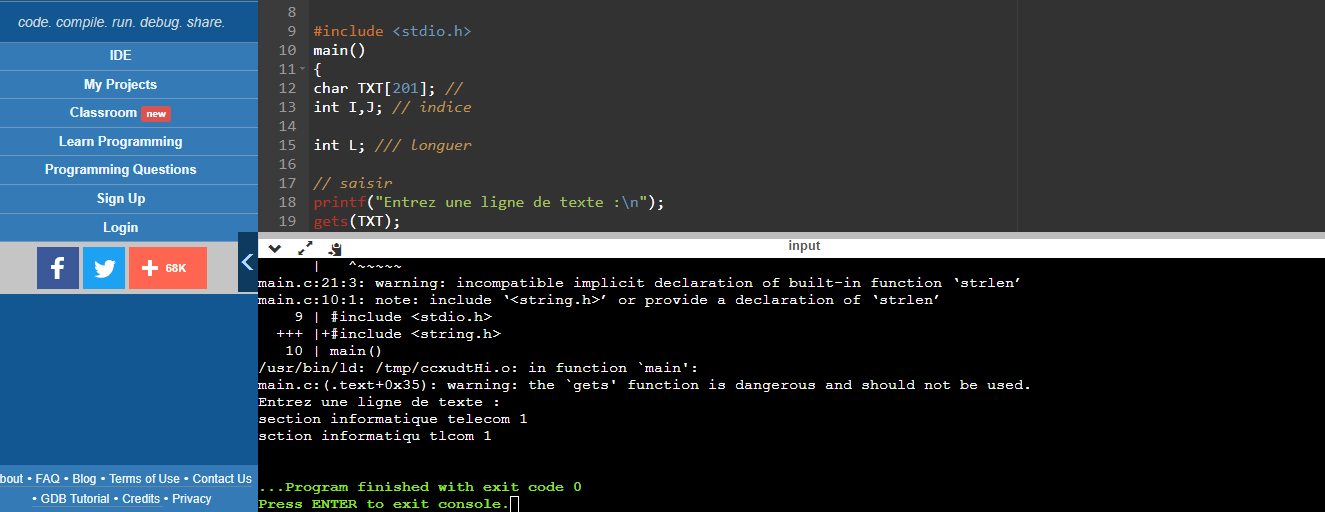 code. compile. run. debug. share.
IDE
My Projects
Classroom new
Learn Programming
Programming Questions
Sign Up
Login
f
68K
bout • FAQ • Blog • Terms of Use • Contact Us
• GDB Tutorial • Credits • Privacy
8
9 #include <stdio.h>
10 main()
11 {
12 char TXT[201]; //
13 int I,J; // indice
14
15 int L; /// longuer
16
17 // saisir
18 printf("Entrez une ligne de texte :\n");
19 gets(TXT);
input
| ^~~~~~
main.c:21:3: warning: incompatible implicit declaration of built-in function ‘strlen’
main.c:10:1: note: include ‘<string.h>’ or provide a declaration of ‘strlen’
9 | #include <stdio.h>
+++ |+#include <string.h>
10 | main()
/usr/bin/ld: /tmp/ccxudtHi.o: in function `main':
main.c:(.text+0x35): warning: the `gets' function is dangerous and should not be used.
Entrez une ligne de texte :
section informatique telecom 1
sction informatiqu tlcom 1
...Program finished with exit code 0
Press ENTER to exit console.